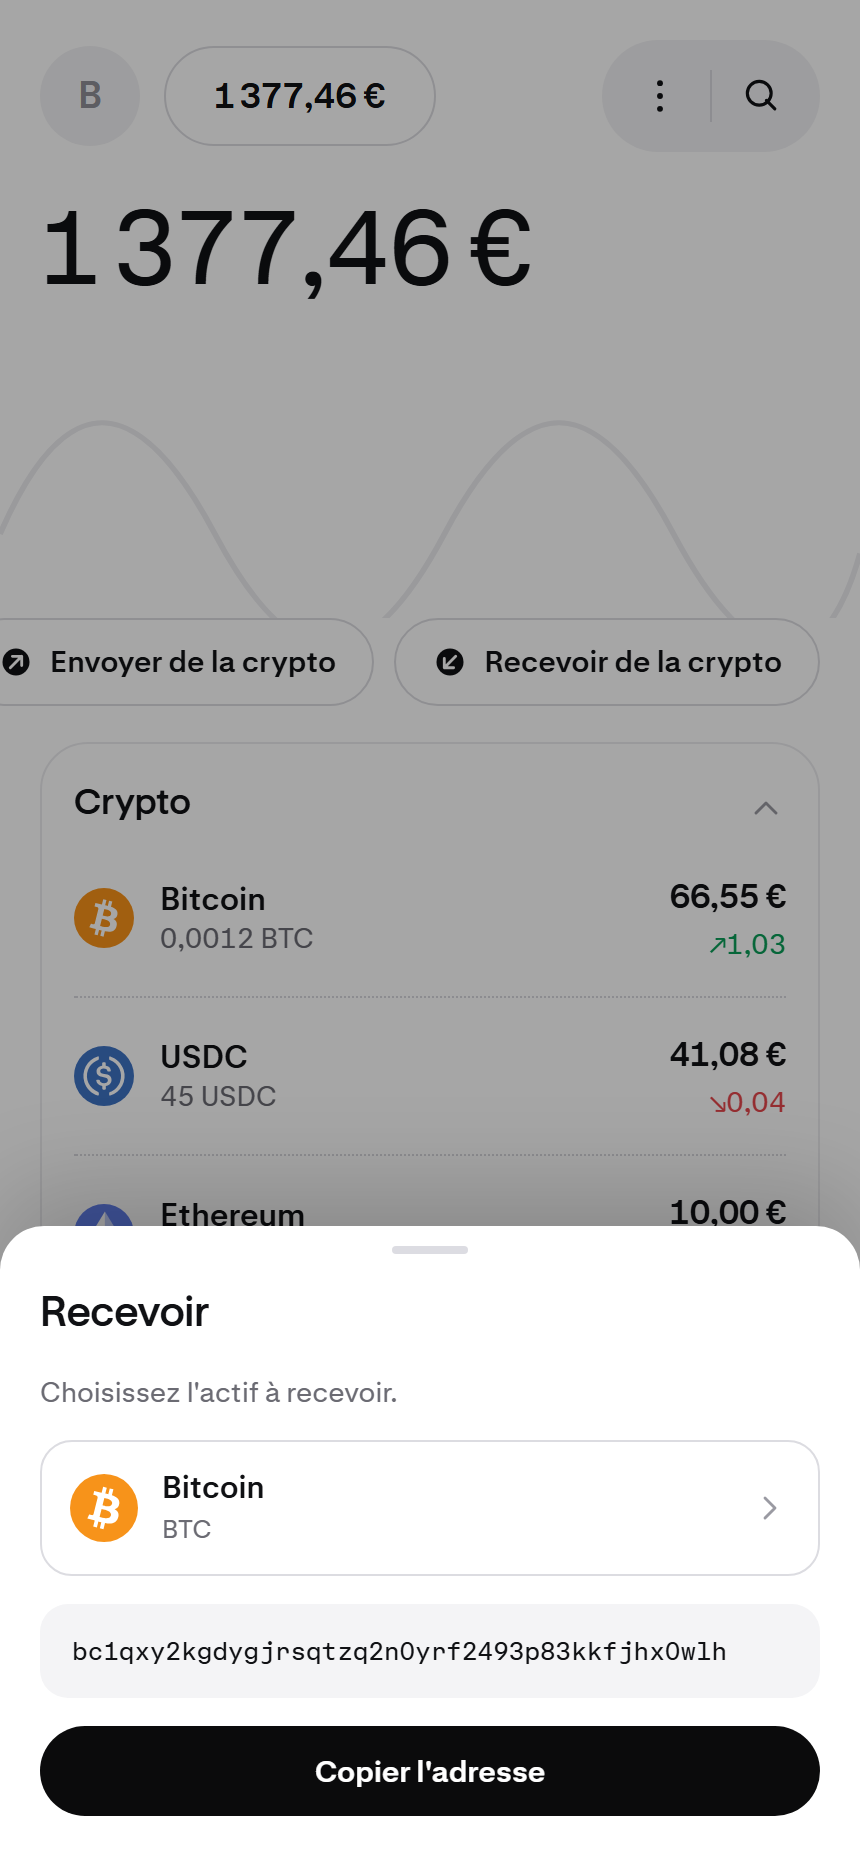 B
1 377,46 €
1 377,46 €
Envoyer de la crypto
Recevoir de la crypto
Crypto
Bitcoin
66,55 €
0,0012 BTC
↗1,03
USDC
41,08 €
45 USDC
↘0,04
Ethereum
10,00 €
Recevoir
Choisissez l'actif à recevoir.
Bitcoin
BTC
bc1qxy2kgdygjrsqtzq2n0yrf2493p83kkfjhx0wlh
Copier l'adresse